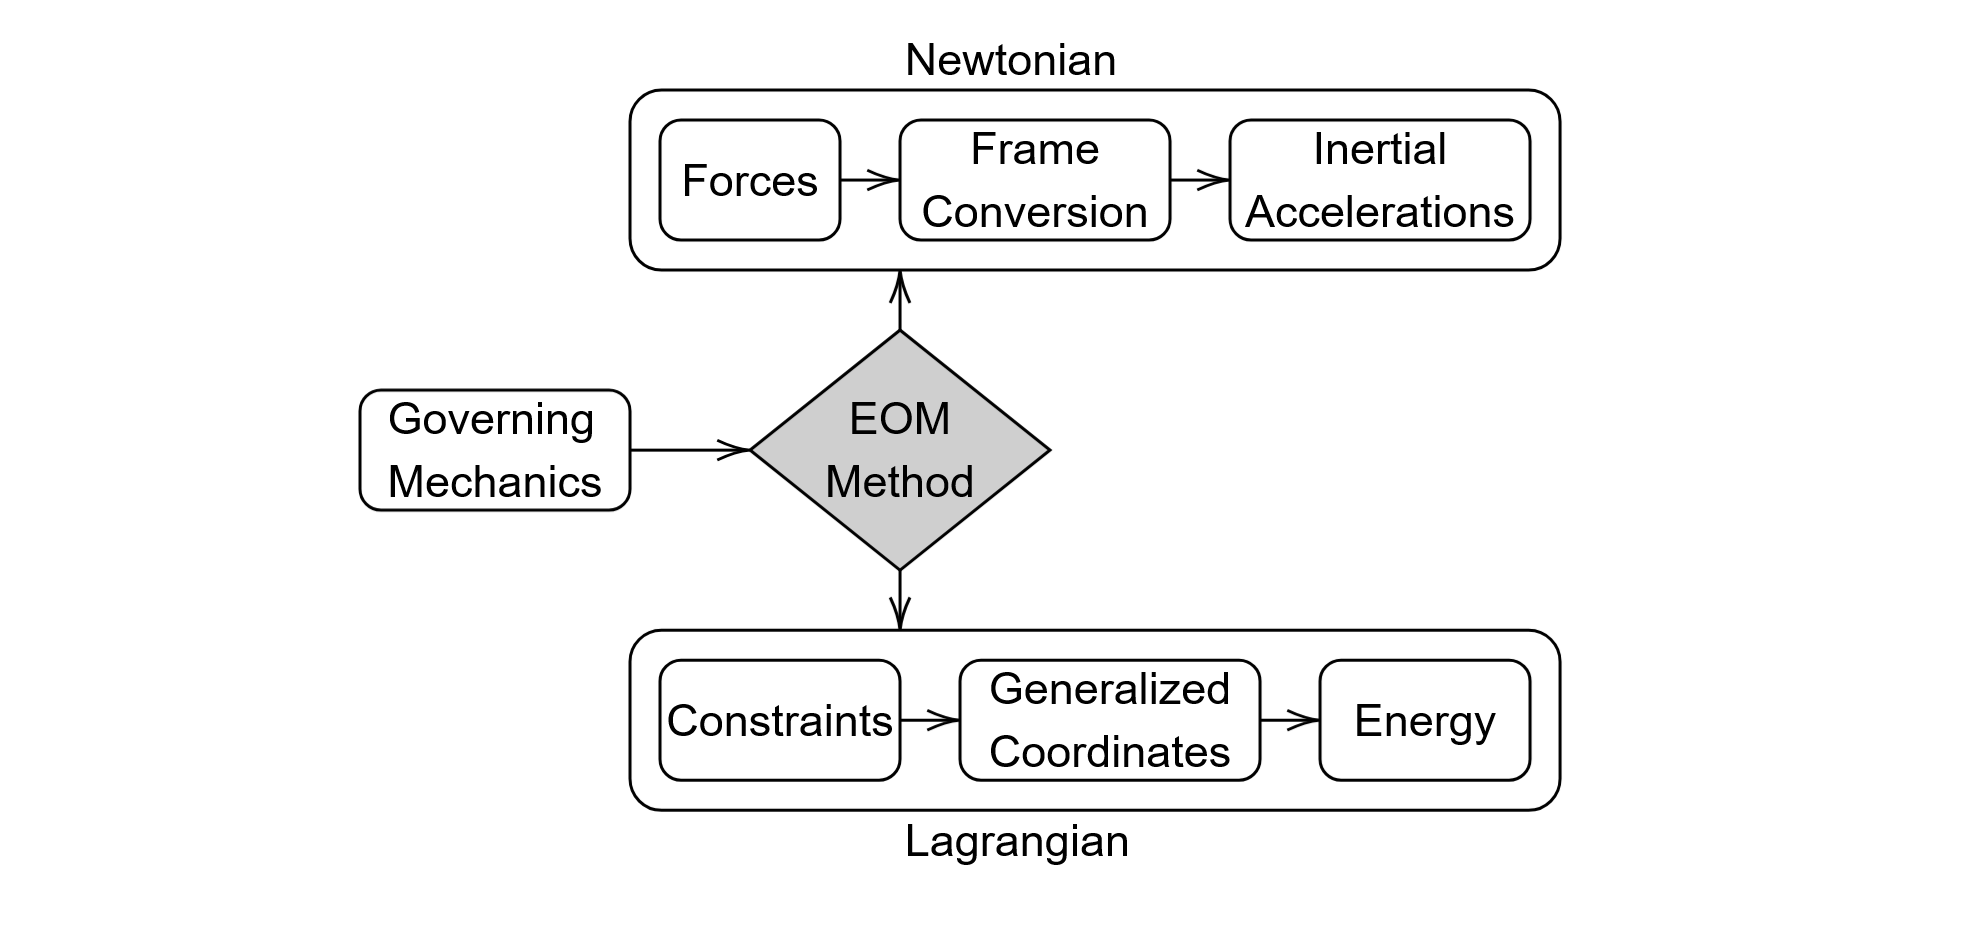 Newtonian
Forces
Frame
Conversion
Inertial
Accelerations
Governing
Mechanics
EOM
Method
Constraints
Generalized
Coordinates
Energy
Lagrangian